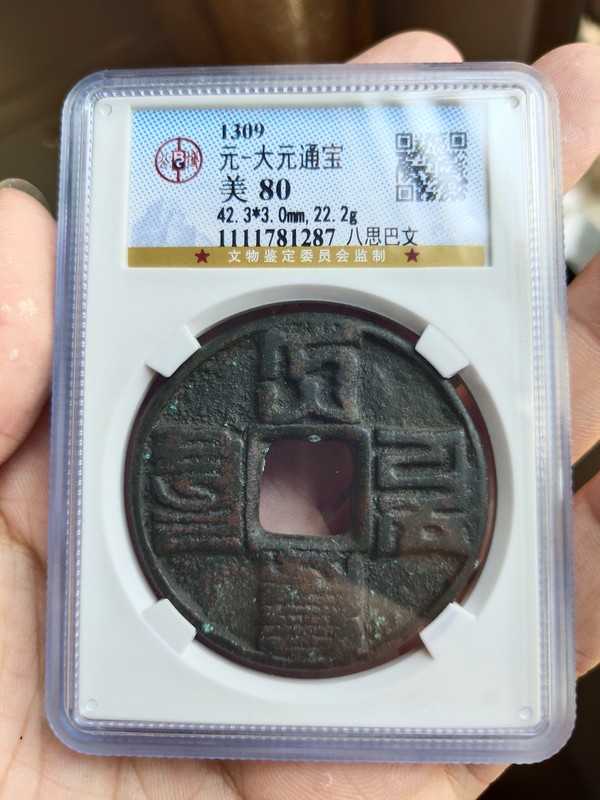 1309
元-大元通宝
美 80
42.3*3.0mm,22.2g
1111781287 八思巴文
★ 文物鉴定委员会监制 ★